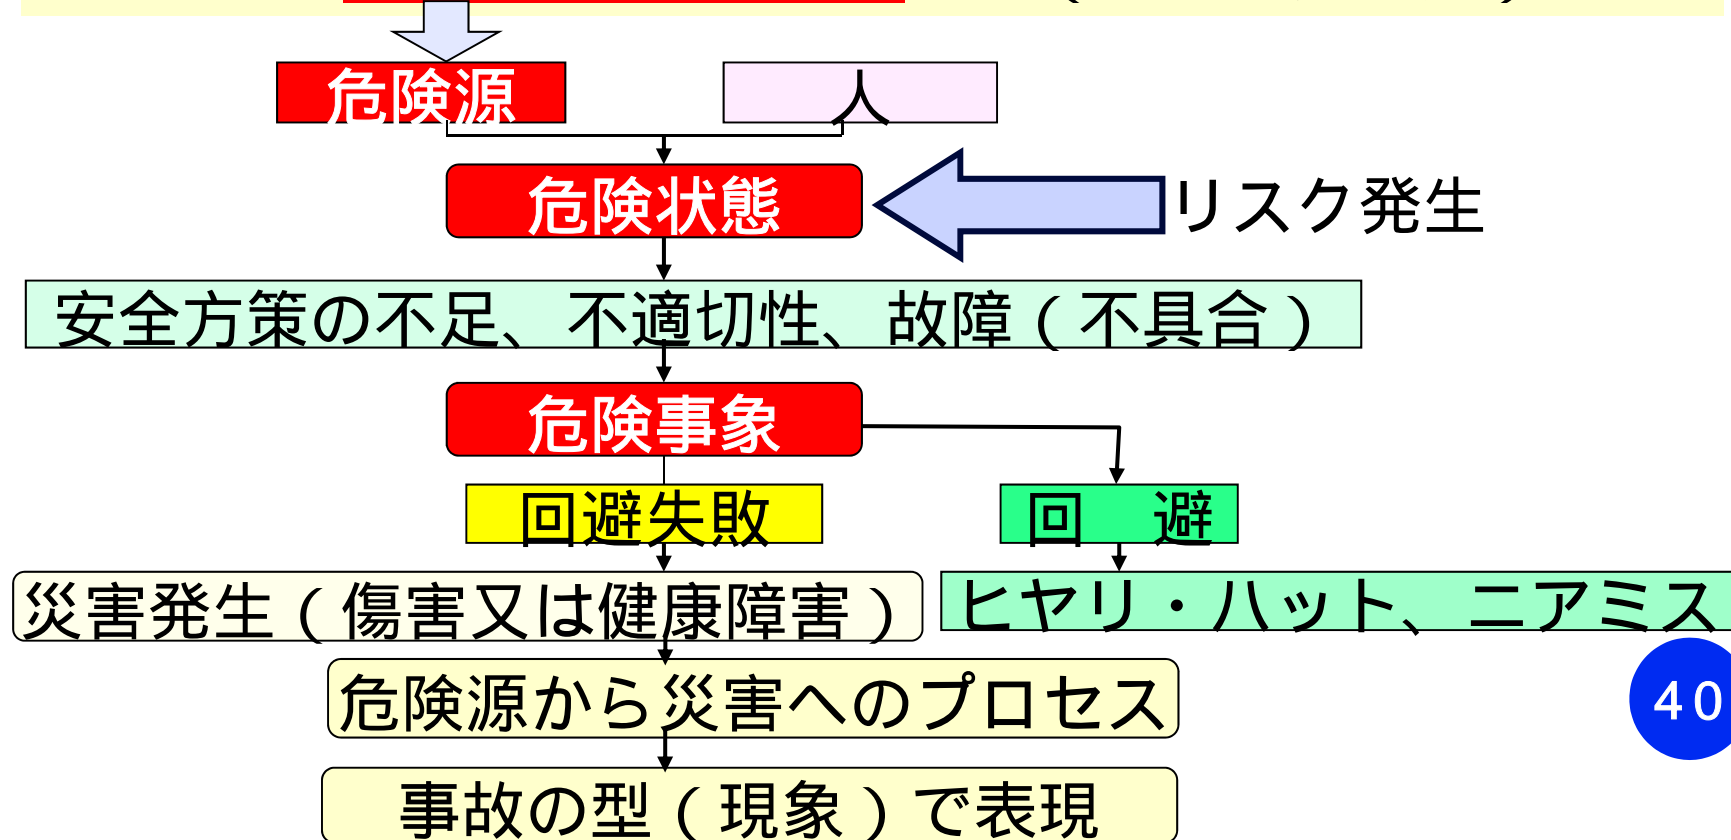 危険源 人
危険状態 リスク発生
安全方策の不足、不適切性、故障（不具合）
危険事象
回避失敗 回　避
災害発生（傷害又は健康障害） ヒヤリ・ハット、ニアミス
危険源から災害へのプロセス
40
事故の型（現象）で表現